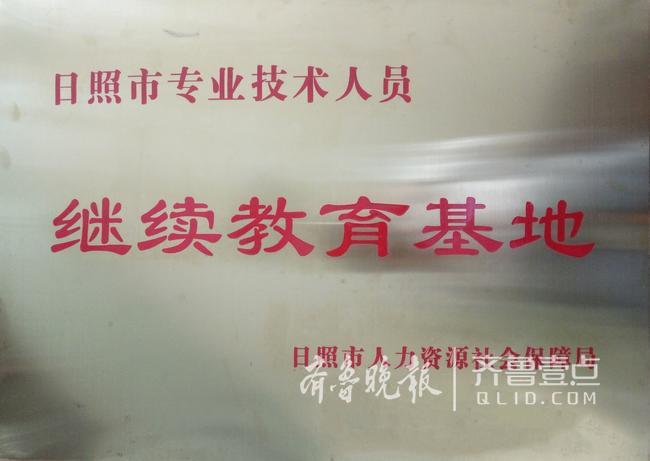 日照市专业技术人员
继续教育基地
日照市人力资源社会保障局
齐鲁晚报 齐鲁壹点
QLID.COM